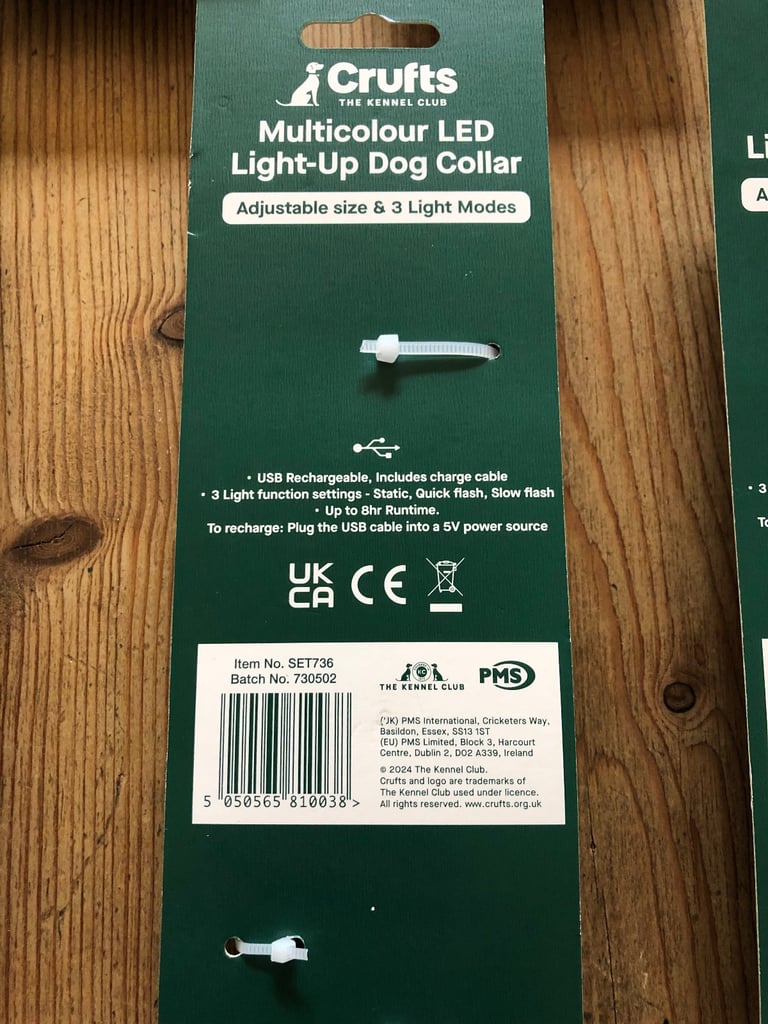 Crufts
THE KENNEL CLUB
Multicolour LED
Light-Up Dog Collar
Adjustable size & 3 Light Modes
• USB Rechargeable, Includes charge cable
• 3 Light function settings - Static, Quick flash, Slow flash
• Up to 8hr Runtime.
To recharge: Plug the USB cable into a 5V power source
UK
CA CE
Item No. SET736
Batch No. 730502
5 050565 810038 >
KC
THE KENNEL CLUB
PMS
(UK) PMS International, Cricketers Way,
Basildon, Essex, SS13 1ST
(EU) PMS Limited, Block 3, Harcourt
Centre, Dublin 2, D02 A339, Ireland
© 2024 The Kennel Club.
Crufts and logo are trademarks of
The Kennel Club used under licence.
All rights reserved. www.crufts.org.uk
Li
A
• 3
To